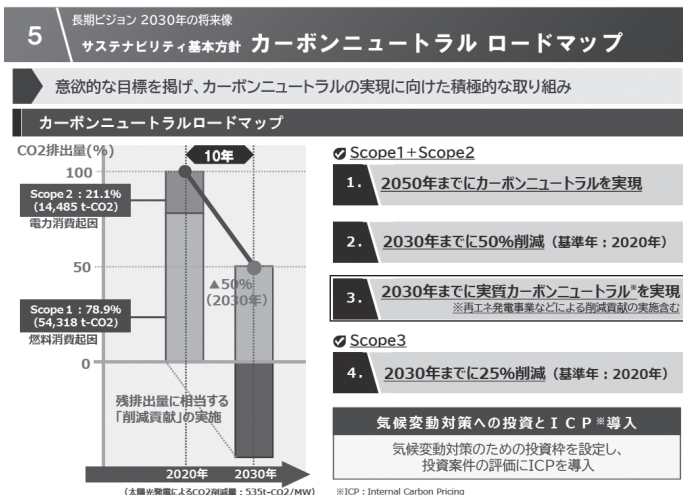 長期ビジョン 2030年の将来像
5
サステナビリティ基本方針 カーボンニュートラル ロードマップ
意欲的な目標を掲げ、カーボンニュートラルの実現に向けた積極的な取り組み
カーボンニュートラルロードマップ
CO2排出量(%)
10年
100
Scope2:21.1%
(14,485 t-CO2)
電力消費起因
50
▲50%
(2030年)
Scope1:78.9%
(54,318 t-CO2)
燃料消費起因
0
残排出量に相当する
「削減貢献」の実施
2020年 2030年
(太陽光発電によるCO2削減量:535t-CO2/MW)
Scope1+Scope2
1. 2050年までにカーボンニュートラルを実現
2. 2030年までに50%削減(基準年:2020年)
3. 2030年までに実質カーボンニュートラル※を実現
※再エネ発電事業などによる削減貢献の実施含む
Scope3
4. 2030年までに25%削減(基準年:2020年)
気候変動対策への投資とICP※導入
気候変動対策のための投資枠を設定し、
投資案件の評価にICPを導入
※ICP:Internal Carbon Pricing